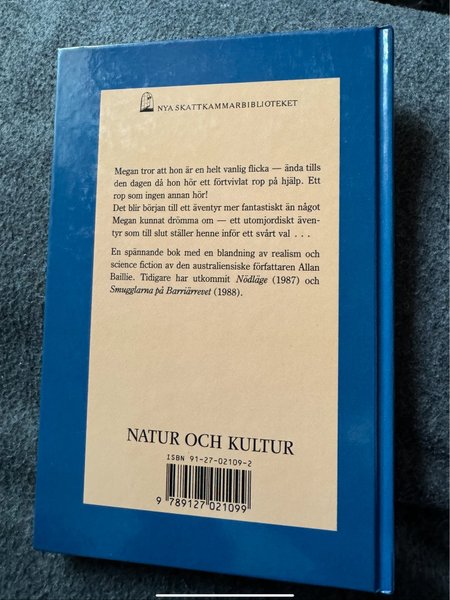 NYA SKATTKAMMARBIBLIOTEKET
Megan tror att hon är en helt vanlig flicka — ända tills
den dagen då hon hör ett förtvivlat rop på hjälp. Ett
rop som ingen annan hör!
Det blir början till ett äventyr mer fantastiskt än något
Megan kunnat drömma om — ett utomjordiskt även-
tyr som till slut ställer henne inför ett svårt val . . .
En spännande bok med en blandning av realism och
science fiction av den australiensiske författaren Allan
Baillie. Tidigare har utkommit Nödläge (1987) och
Smugglarna på Barriärrevet (1988).
NATUR OCH KULTUR
ISBN 91-27-02109-2
9 789127 021099